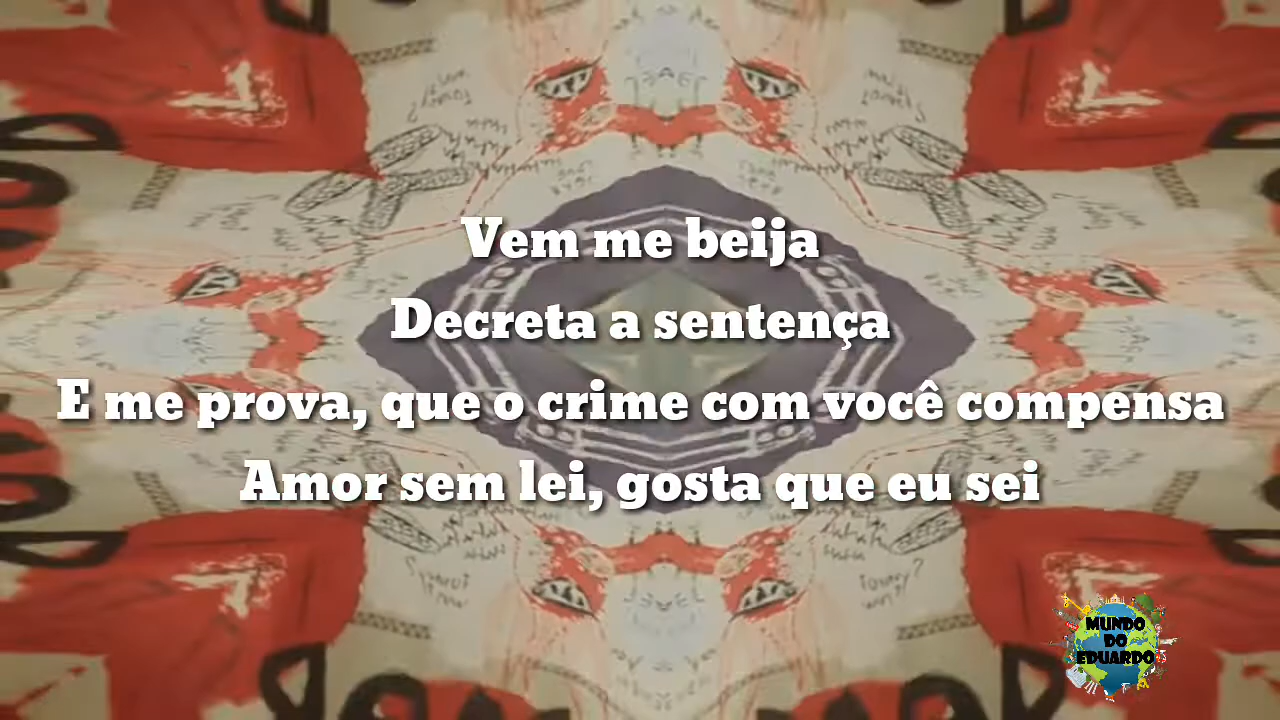 Vem me beija
Decreta a sentença
E me prova, que o crime com você compensa
Amor sem lei, gosta que eu sei
MUNDO
DO
EDUARDO